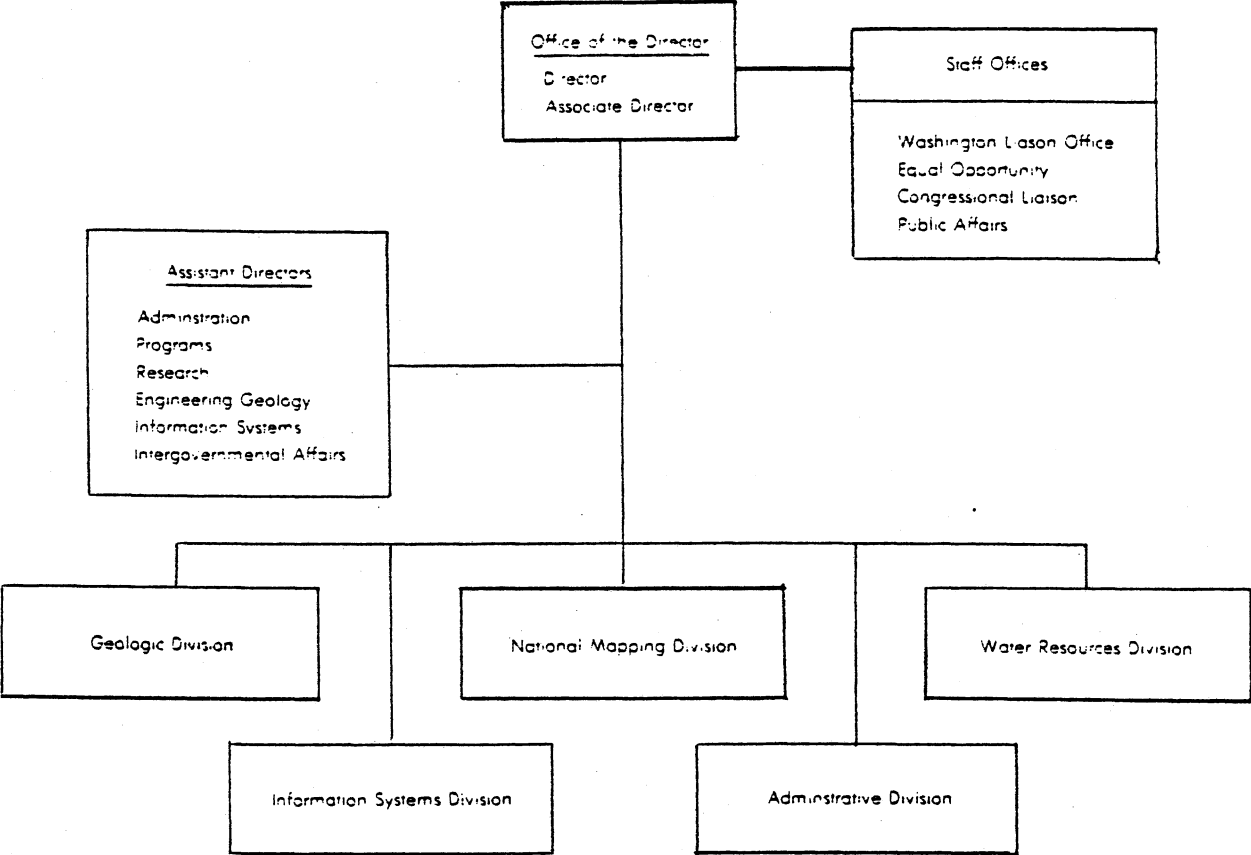 Office of the Director
Director
Associate Director
Staff Offices
Washington Liason Office
Equal Opportunity
Congressional Liaison
Public Affairs
Assistant Directors
Adminstration
Programs
Research
Engineering Geology
Information Systems
Intergovernmental Affairs
Geologic Division
National Mapping Division
Water Resources Division
Information Systems Division
Adminstrative Division